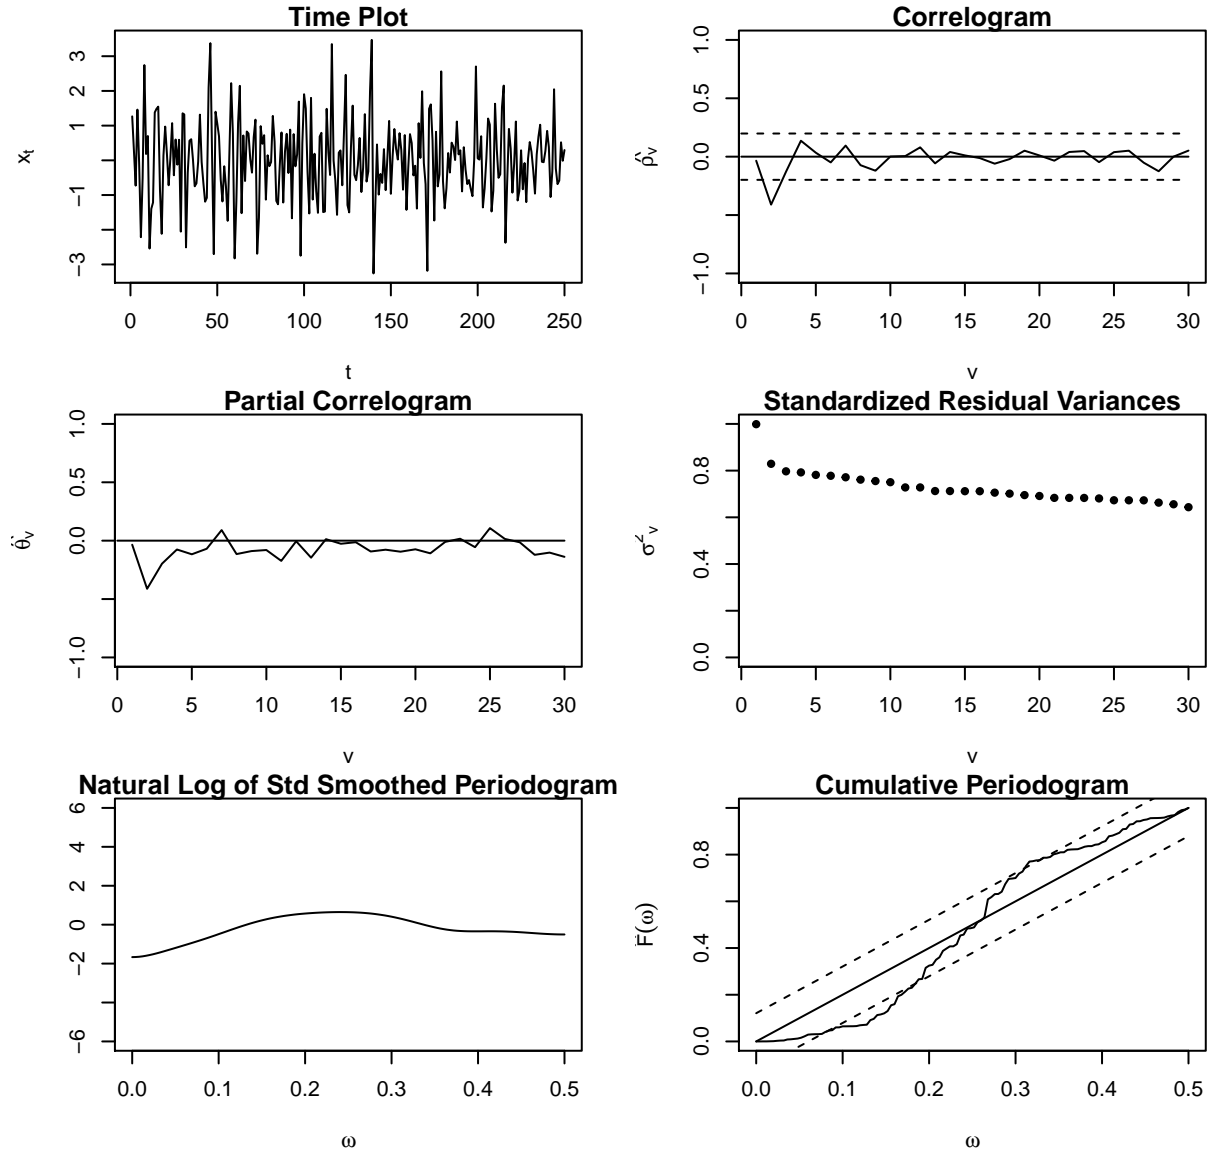 Time Plot
3
2
1
−1
−3
x_t
0 50 100 150 200 250
t
Correlogram
1.0
0.5
0.0
−1.0
ρ̂_v
0 5 10 15 20 25 30
v
Partial Correlogram
1.0
0.5
0.0
−1.0
θ̂_v
0 5 10 15 20 25 30
v
Standardized Residual Variances
0.8
0.4
0.0
σ̂²_v
0 5 10 15 20 25 30
v
Natural Log of Std Smoothed Periodogram
6
4
2
0
−2
−6
0.0 0.1 0.2 0.3 0.4 0.5
ω
Cumulative Periodogram
0.8
0.4
0.0
F̂(ω)
0.0 0.1 0.2 0.3 0.4 0.5
ω